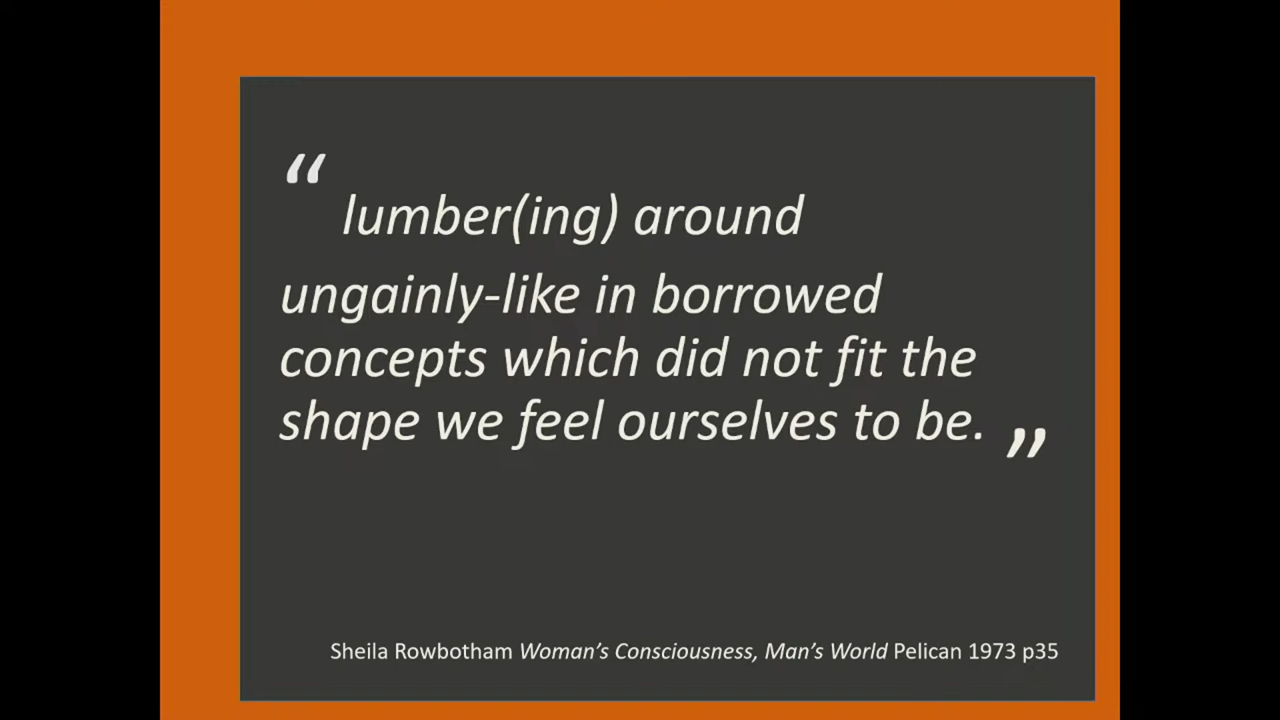 “ lumber(ing) around
ungainly-like in borrowed
concepts which did not fit the
shape we feel ourselves to be. ”
Sheila Rowbotham Woman’s Consciousness, Man’s World Pelican 1973 p35